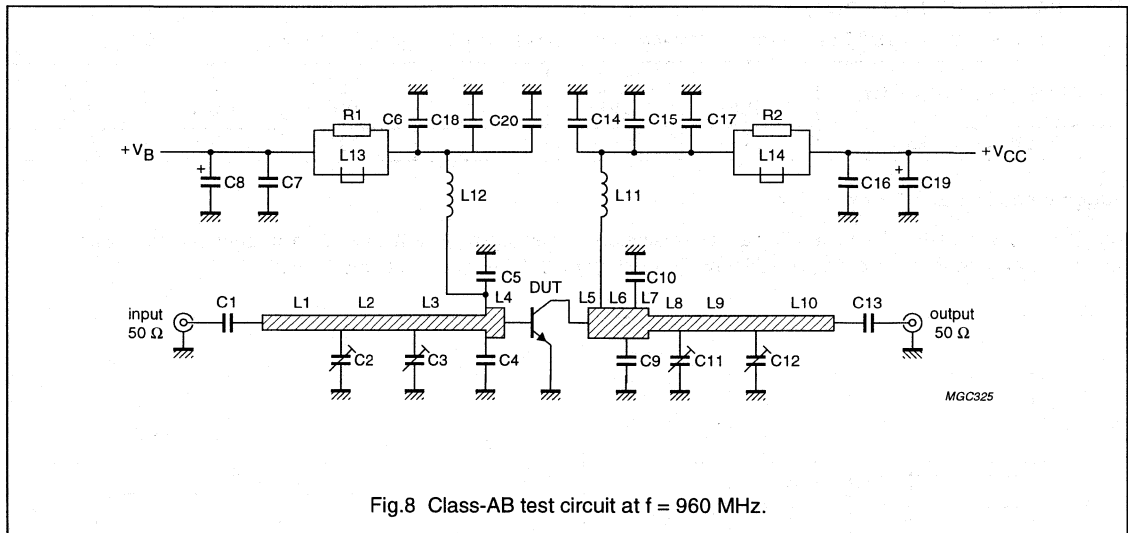 R1
C6
C18
C20
C14
C15
C17
R2
+VB
L13
L14
+VCC
+
C8
C7
L12
L11
C16
+
C19
C5
DUT
C10
input
50 Ω
C1
L1
L2
L3
L4
L5
L6
L7
L8
L9
L10
C13
output
50 Ω
C2
C3
C4
C9
C11
C12
MGC325
Fig.8 Class-AB test circuit at f = 960 MHz.